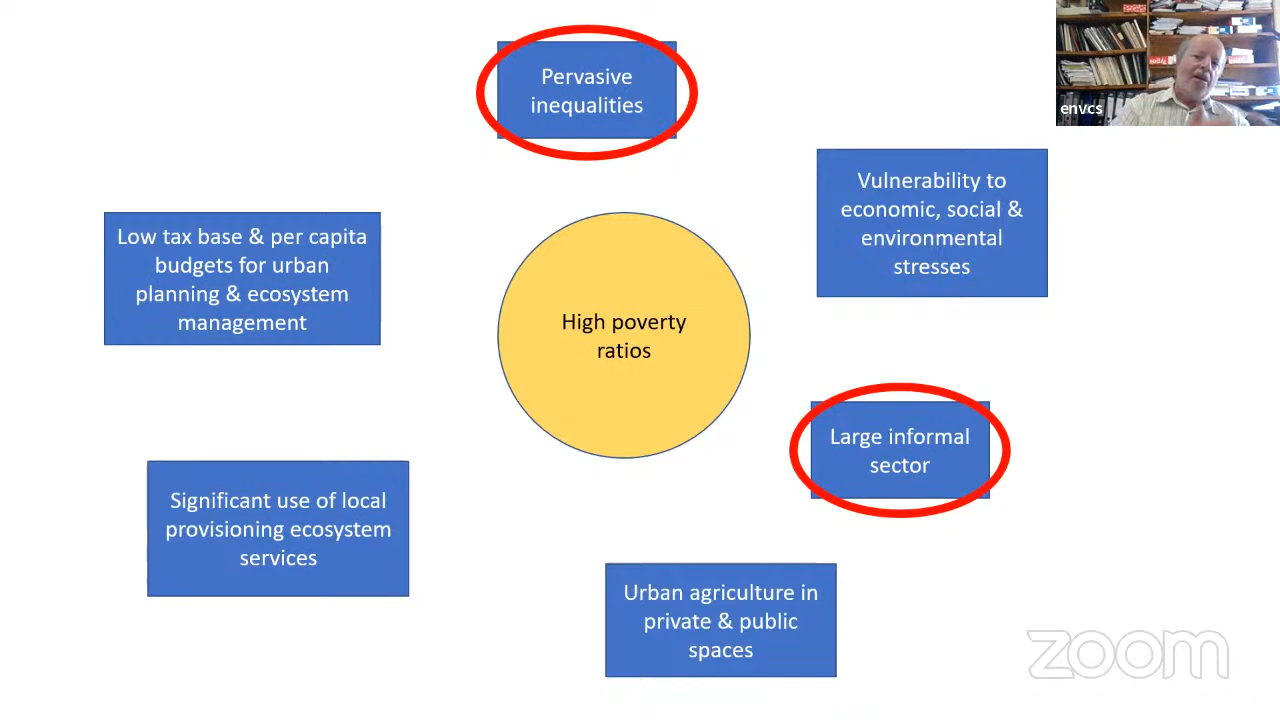 Pervasive
inequalities
envcs
Vulnerability to
economic, social &
environmental
stresses
Low tax base & per capita
budgets for urban
planning & ecosystem
management
High poverty
ratios
Large informal
sector
Significant use of local
provisioning ecosystem
services
Urban agriculture in
private & public
spaces
zoom